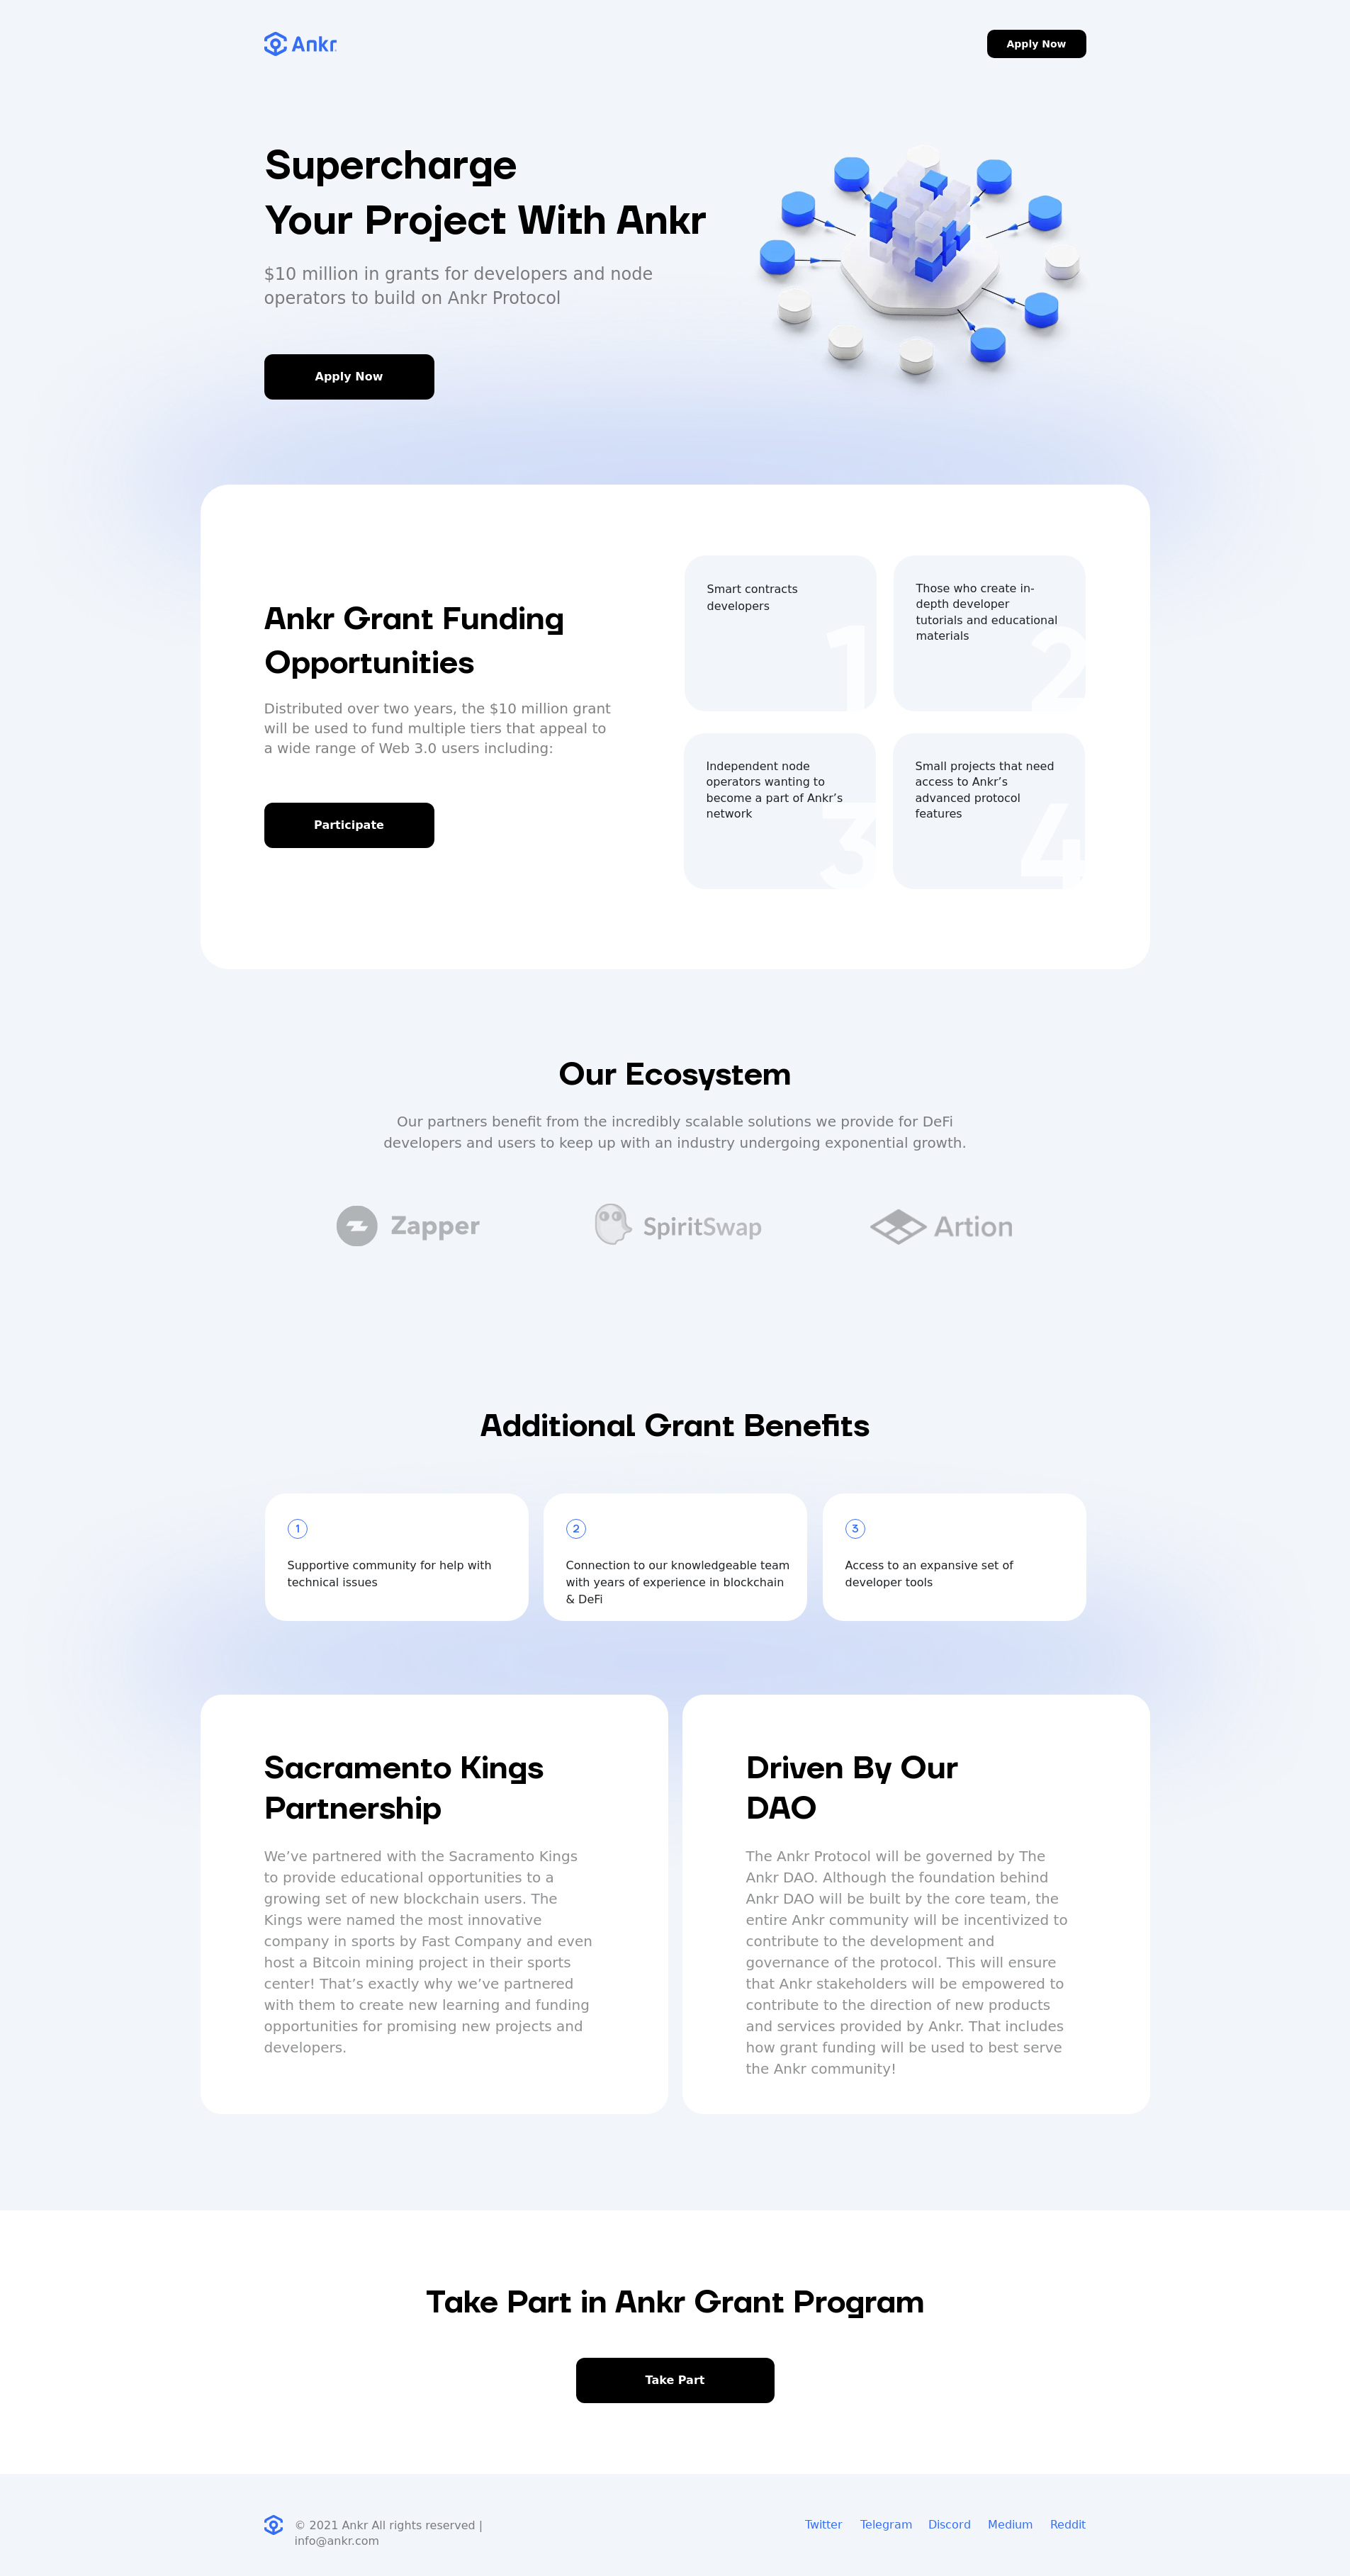 Ankr
Apply Now
Supercharge
Your Project With Ankr
$10 million in grants for developers and node
operators to build on Ankr Protocol
Apply Now
Ankr Grant Funding
Opportunities
Distributed over two years, the $10 million grant
will be used to fund multiple tiers that appeal to
a wide range of Web 3.0 users including:
Participate
Smart contracts
developers
1
Those who create in-
depth developer
tutorials and educational
materials
2
Independent node
operators wanting to
become a part of Ankr’s
network
3
Small projects that need
access to Ankr’s
advanced protocol
features
4
Our Ecosystem
Our partners benefit from the incredibly scalable solutions we provide for DeFi
developers and users to keep up with an industry undergoing exponential growth.
Zapper
SpiritSwap
Artion
Additional Grant Benefits
1
Supportive community for help with
technical issues
2
Connection to our knowledgeable team
with years of experience in blockchain
& DeFi
3
Access to an expansive set of
developer tools
Sacramento Kings
Partnership
We’ve partnered with the Sacramento Kings
to provide educational opportunities to a
growing set of new blockchain users. The
Kings were named the most innovative
company in sports by Fast Company and even
host a Bitcoin mining project in their sports
center! That’s exactly why we’ve partnered
with them to create new learning and funding
opportunities for promising new projects and
developers.
Driven By Our
DAO
The Ankr Protocol will be governed by The
Ankr DAO. Although the foundation behind
Ankr DAO will be built by the core team, the
entire Ankr community will be incentivized to
contribute to the development and
governance of the protocol. This will ensure
that Ankr stakeholders will be empowered to
contribute to the direction of new products
and services provided by Ankr. That includes
how grant funding will be used to best serve
the Ankr community!
Take Part in Ankr Grant Program
Take Part
© 2021 Ankr All rights reserved |
info@ankr.com
Twitter
Telegram
Discord
Medium
Reddit